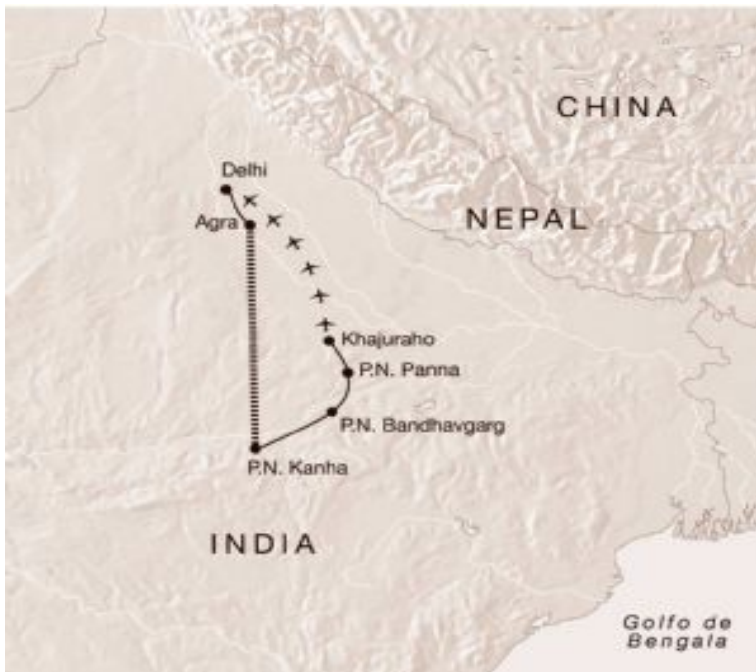 CHINA
Delhi
NEPAL
Agra
Khajuraho
P.N. Panna
P.N. Bandhavgarg
P.N. Kanha
INDIA
Golfo de
Bengala